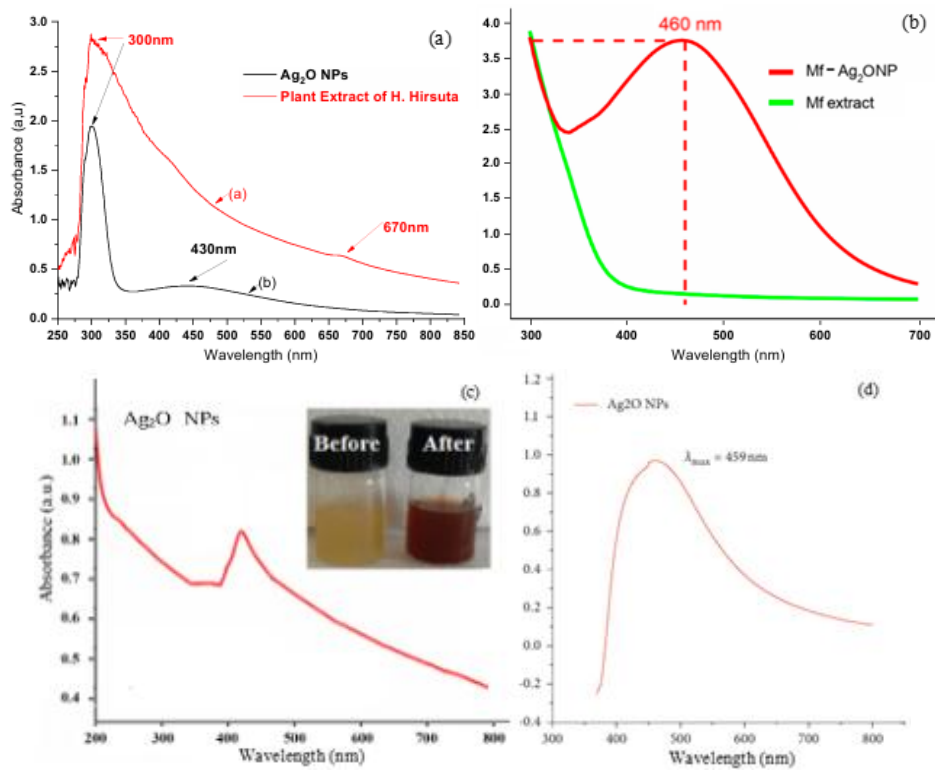 (a)
300nm
Ag₂O NPs
Plant Extract of H. Hirsuta
(a)
670nm
430nm
(b)
Absorbance (a,u)
3.0
2.5
2.0
1.5
1.0
0.5
0.0
250 300 350 400 450 500 550 600 650 700 750 800 850
Wavelength (nm)
(b)
460 nm
Mf-Ag₂ONP
Mf extract
4.0
3.5
3.0
2.5
2.0
1.5
1.0
0.5
0.0
300 400 500 600 700
Wavelength (nm)
(c)
Ag₂O NPs
Before After
Absorbance (a.u.)
1.1
1.0
0.9
0.8
0.7
0.6
0.5
0.4
200 300 400 500 600 700 800
Wavelength (nm)
(d)
Ag2O NPs
λmax = 459 nm
1.2
1.0
0.8
0.6
0.4
0.2
0.0
-0.2
-0.4
300 400 500 600 700 800
Wavelength (nm)